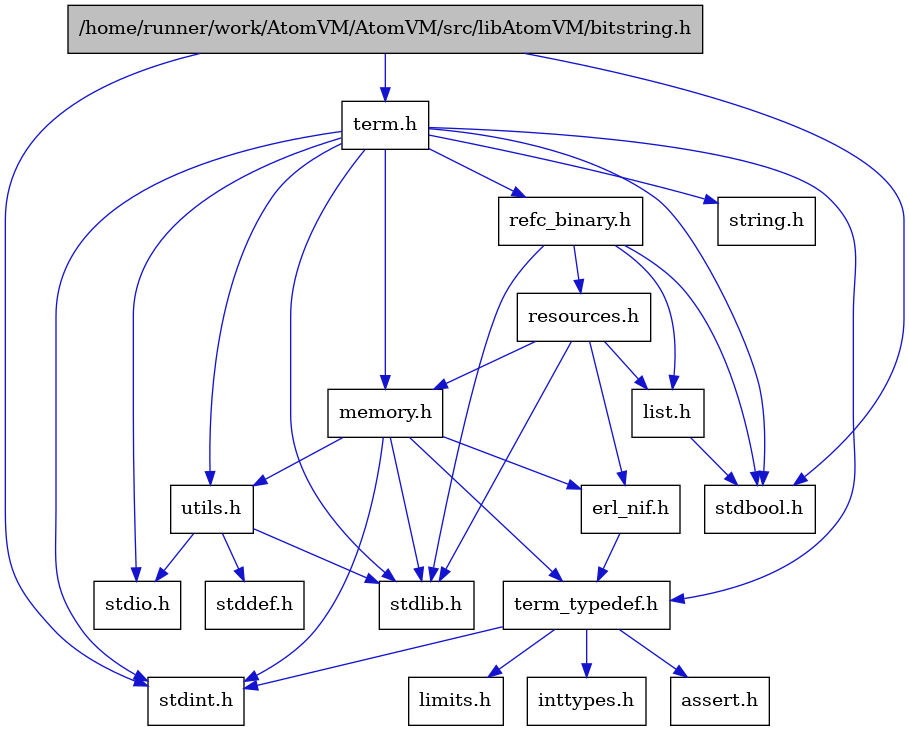 /home/runner/work/AtomVM/AtomVM/src/libAtomVM/bitstring.h
term.h
refc_binary.h
string.h
resources.h
memory.h
list.h
utils.h
erl_nif.h
stdbool.h
stdio.h
stddef.h
stdlib.h
term_typedef.h
stdint.h
limits.h
inttypes.h
assert.h